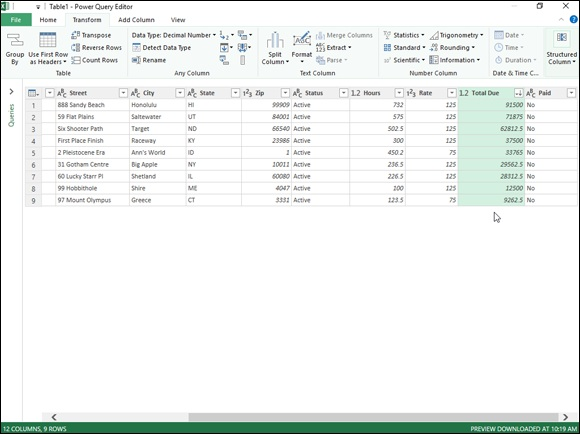 Table1 - Power Query Editor
File Home Transform Add Column View
Group By
Use First Row as Headers
Transpose
Reverse Rows
Count Rows
Table
Data Type: Decimal Number
Detect Data Type
Rename
Any Column
Split Column
Format
ABC 123
Merge Columns
Extract
Parse
Text Column
Statistics
Standard
Scientific
Trigonometry
Rounding
Information
Number Column
Date
Time
Duration
Date & Time C...
Structured Column
Queries
Street City State Zip Status Hours Rate Total Due Paid
1 888 Sandy Beach Honolulu HI 99909 Active 732 125 91500 No
2 59 Flat Plains Saltewater UT 84001 Active 575 125 71875 No
3 Six Shooter Path Target ND 66540 Active 502.5 125 62812.5 No
4 First Place Finish Raceway KY 23986 Active 300 125 37500 No
5 2 Pleistocene Era Ann's World ID 1 Active 450.2 75 33765 No
6 31 Gotham Centre Big Apple NY 10011 Active 236.5 125 29562.5 No
7 60 Lucky Starr Pl Shetland IL 60080 Active 226.5 125 28312.5 No
8 99 Hobbithole Shire ME 4047 Active 100 125 12500 No
9 97 Mount Olympus Greece CT 3331 Active 123.5 75 9262.5 No
12 COLUMNS, 9 ROWS
PREVIEW DOWNLOADED AT 10:19 AM